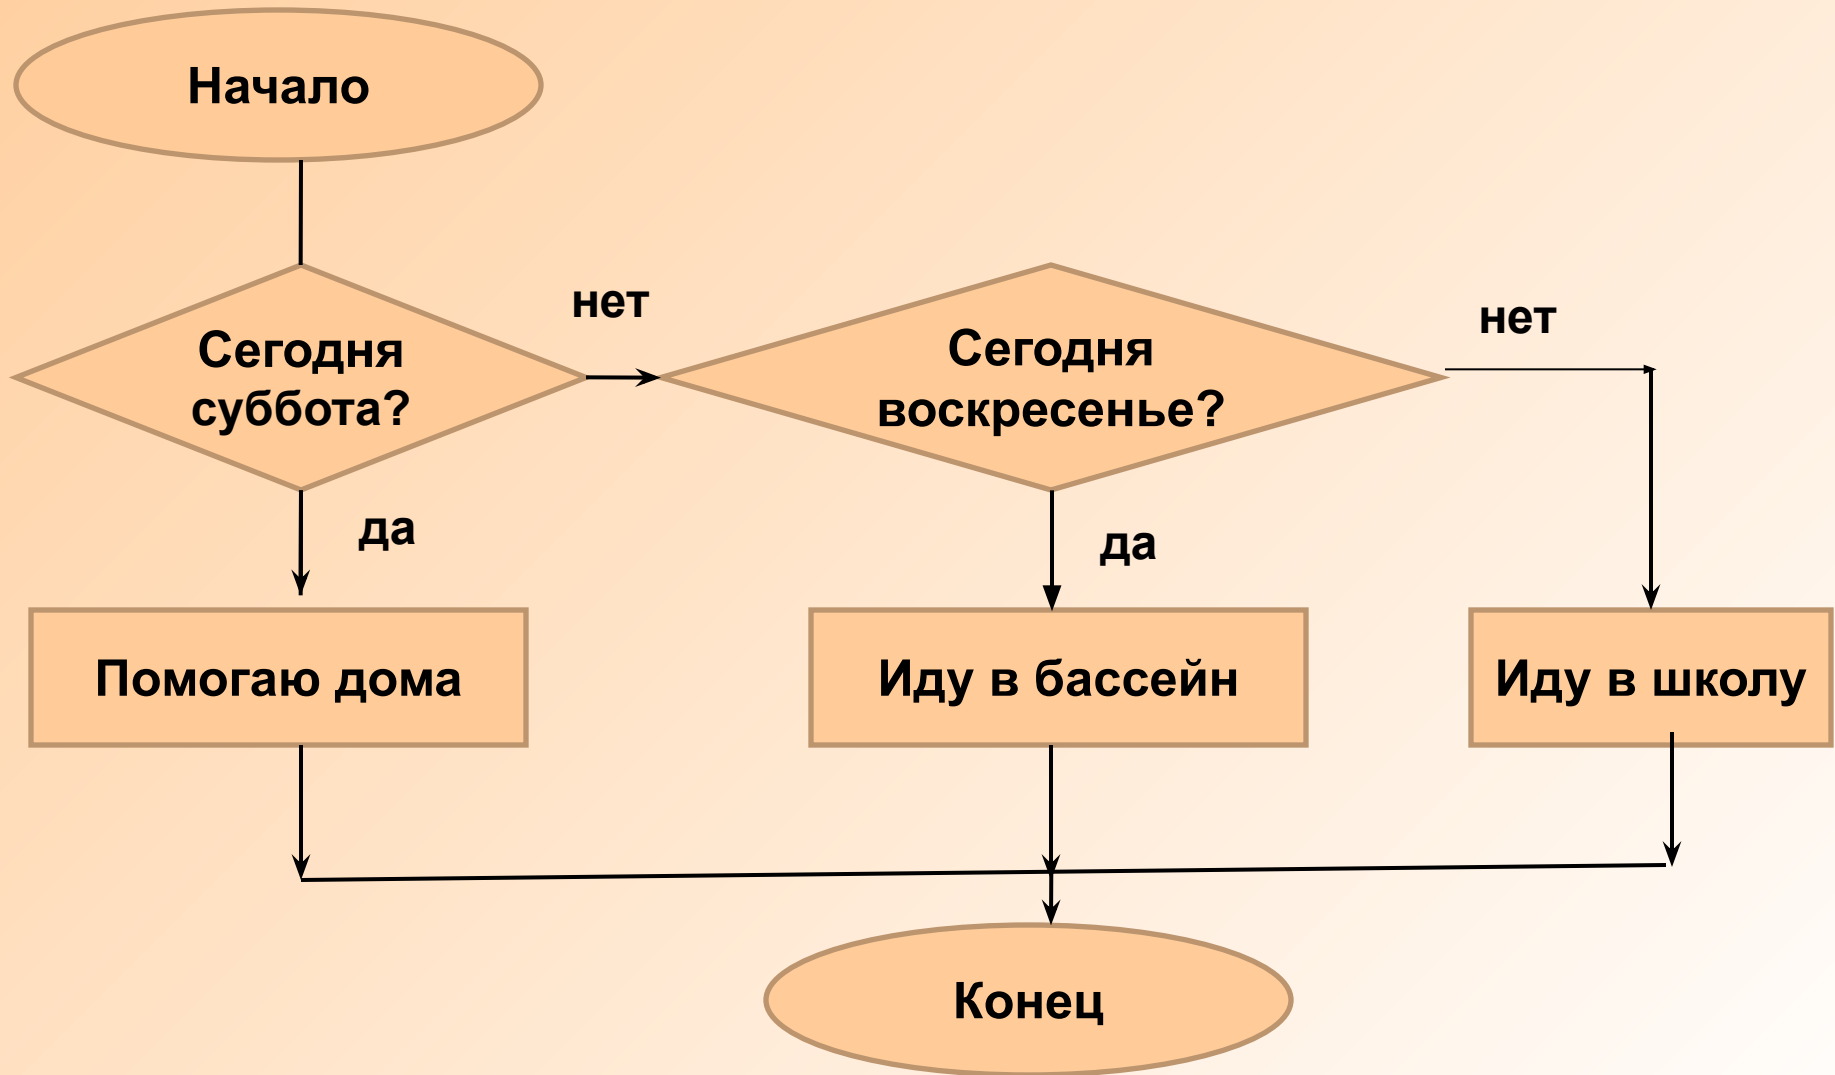 Начало
нет
Сегодня
суббота?
Сегодня
воскресенье?
нет
да
да
Помогаю дома
Иду в бассейн
Иду в школу
Конец